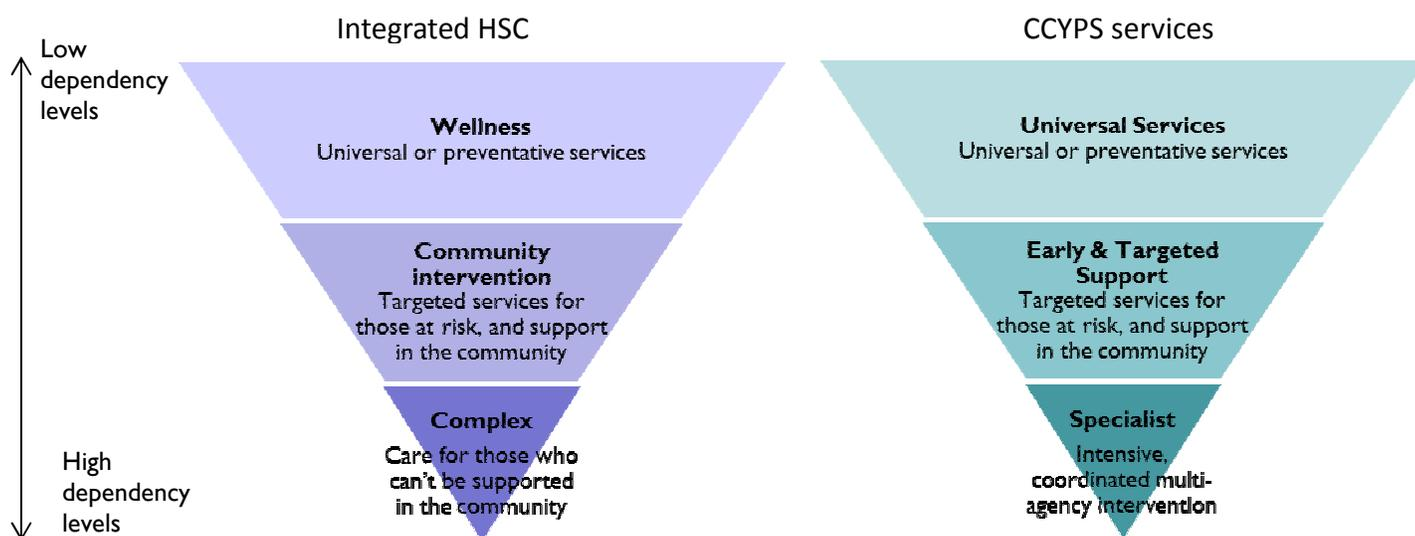 Integrated HSC
CCYPS services
Low
dependency
levels
Wellness
Universal or preventative services
Universal Services
Universal or preventative services
Community
intervention
Targeted services for
those at risk, and support
in the community
Early & Targeted
Support
Targeted services for
those at risk, and support
in the community
Complex
Care for those who
can't be supported
in the community
Specialist
Intensive,
coordinated multi-
agency intervention
High
dependency
levels